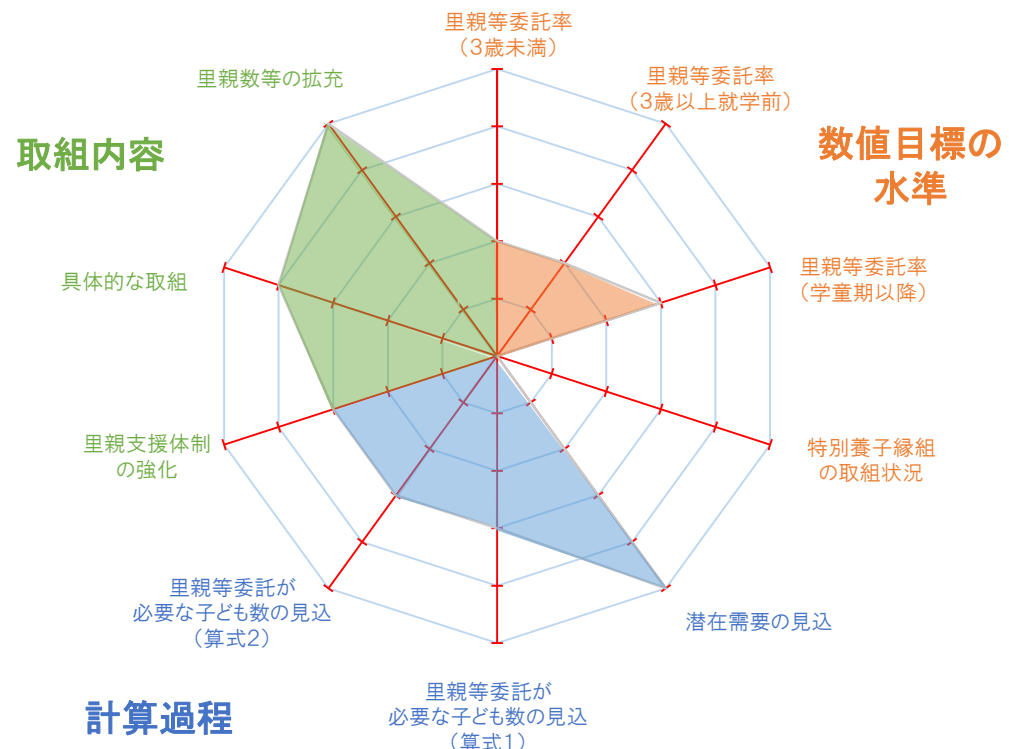 里親等委託率
（3歳未満）
里親等委託率
（3歳以上就学前）
数値目標の
水準
里親等委託率
（学童期以降）
特別養子縁組
の取組状況
潜在需要の見込
里親等委託が
必要な子ども数の見込
（算式1）
計算過程
里親等委託が
必要な子ども数の見込
（算式2）
里親支援体制
の強化
具体的な取組
取組内容
里親数等の拡充